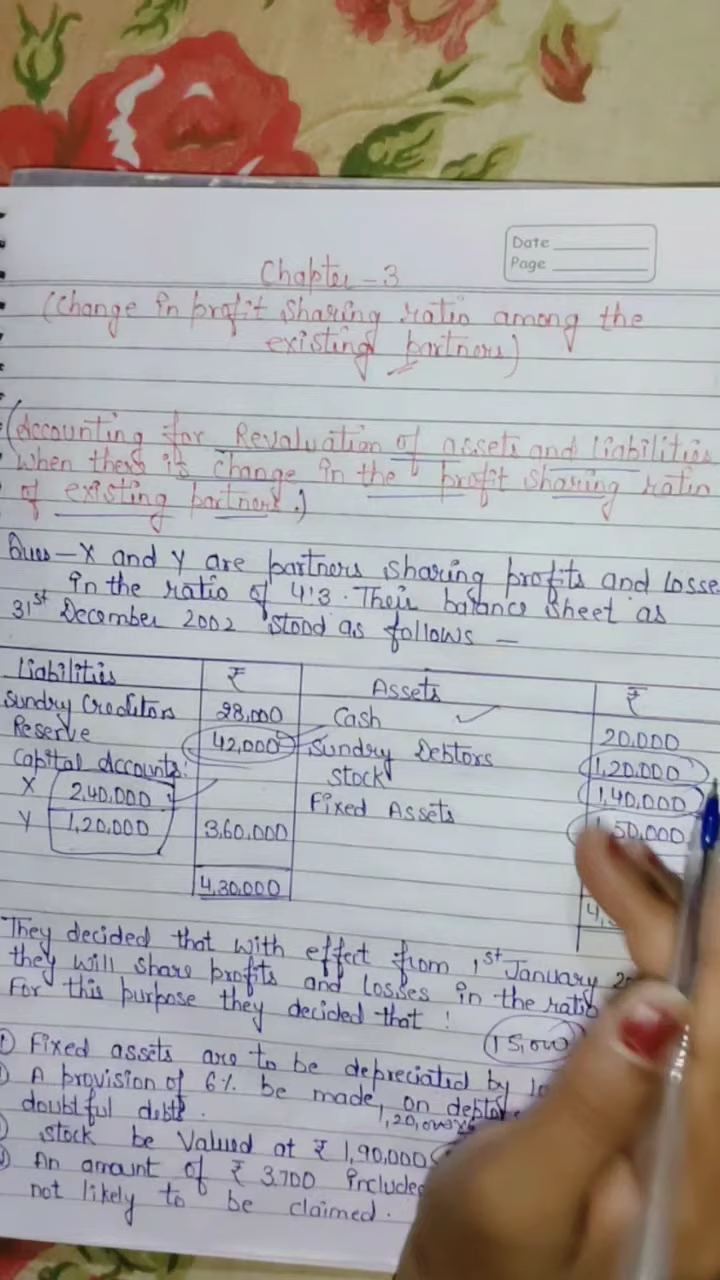 Date
Page
Chapter - 3
(Change in profit sharing ratio among the
existing partners)
(Accounting for Revaluation of assets and liabilities
when there is change in the profit sharing ratio
of existing partners.)
Ques - X and Y are partners sharing profits and losse
in the ratio of 4:3. Their balance sheet as
31st December 2002 stood as follows -
Liabilities ₹ Assets ₹
Sundry Creditors 28,000 Cash 20,000
Reserve 42,000 Sundry Debtors 1,20,000
Capital Accounts: Stock 1,40,000
X 2,40,000 Fixed Assets 1,50,000
Y 1,20,000 3,60,000
4,30,000
They decided that with effect from 1st January
they will share profits and losses in the ratio
For this purpose they decided that :
15,000
Fixed assets are to be depreciated by
A provision of 6% be made on debtors
doubtful debts. 1,20,000
Stock be Valued at ₹ 1,90,000
An amount of ₹ 3,700 include
not likely to be claimed.